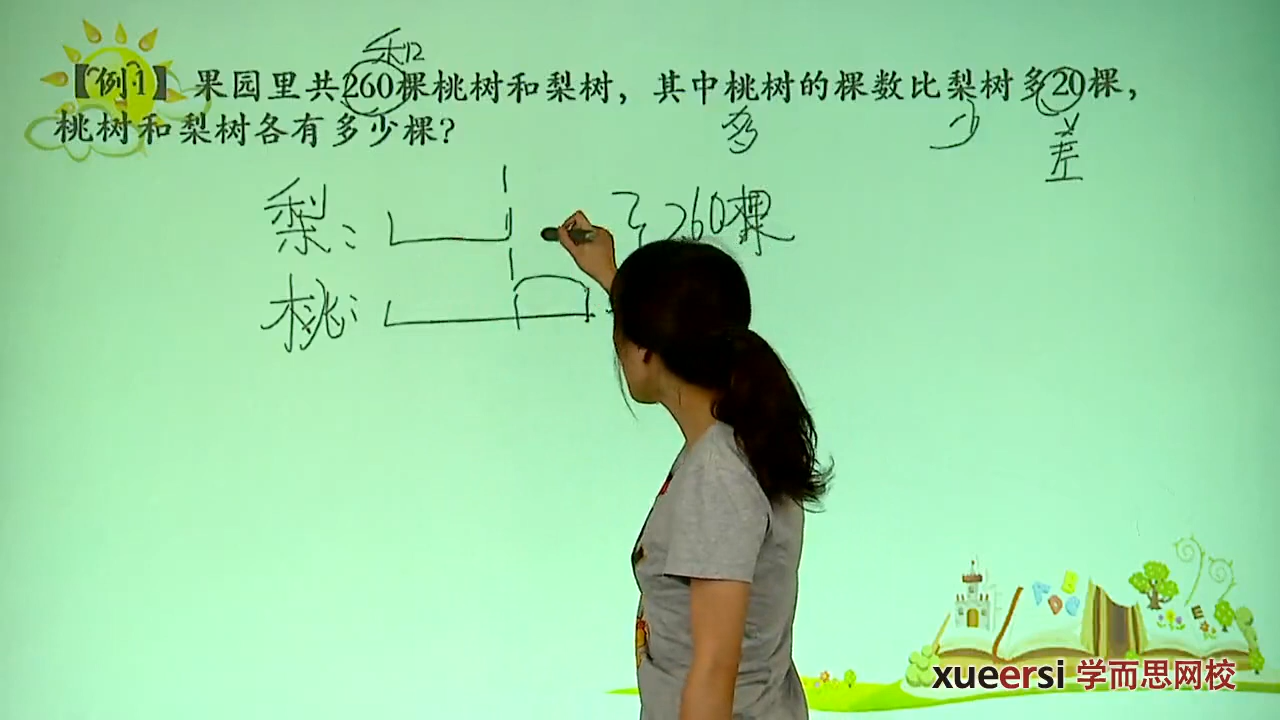 和
【例1】果园里共260棵桃树和梨树，其中桃树的棵数比梨树多20棵，
桃树和梨树各有多少棵？
多 少 差
梨：
260棵
桃：
xueersi 学而思网校